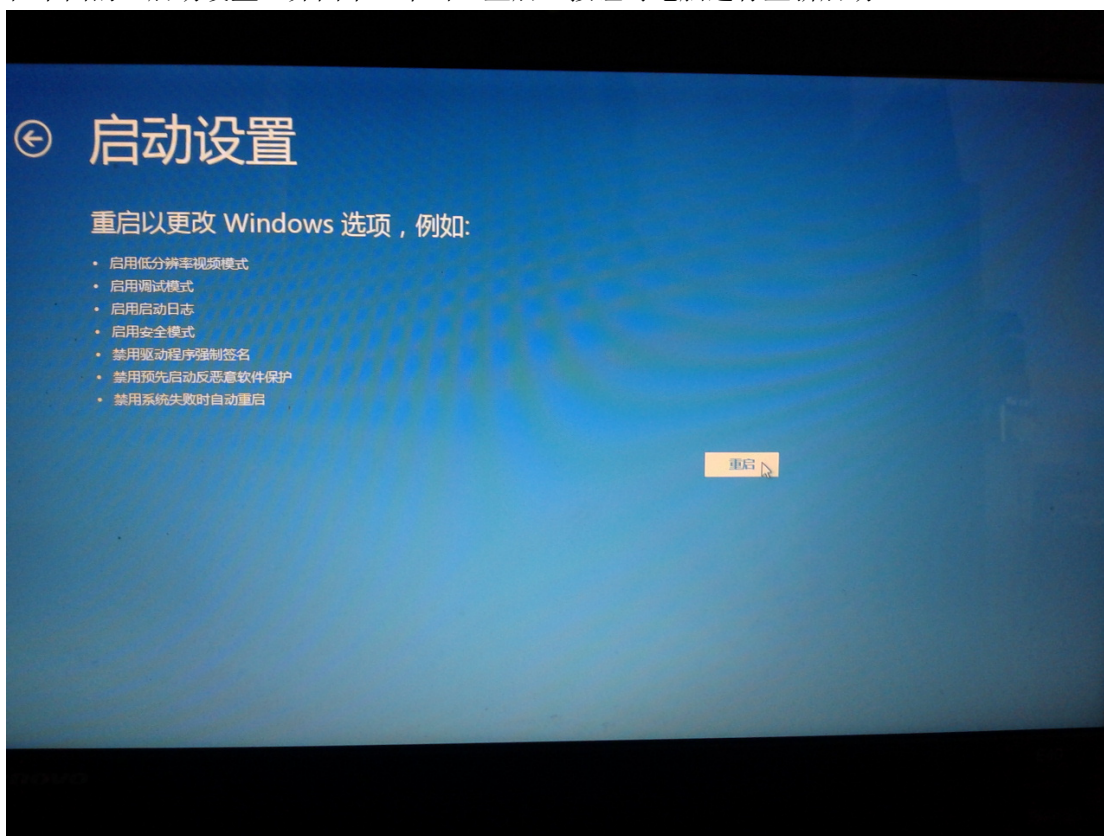 启动设置
重启以更改 Windows 选项，例如:
• 启用低分辨率视频模式
• 启用调试模式
• 启用启动日志
• 启用安全模式
• 禁用驱动程序强制签名
• 禁用预先启动反恶意软件保护
• 禁用系统失败时自动重启
重启